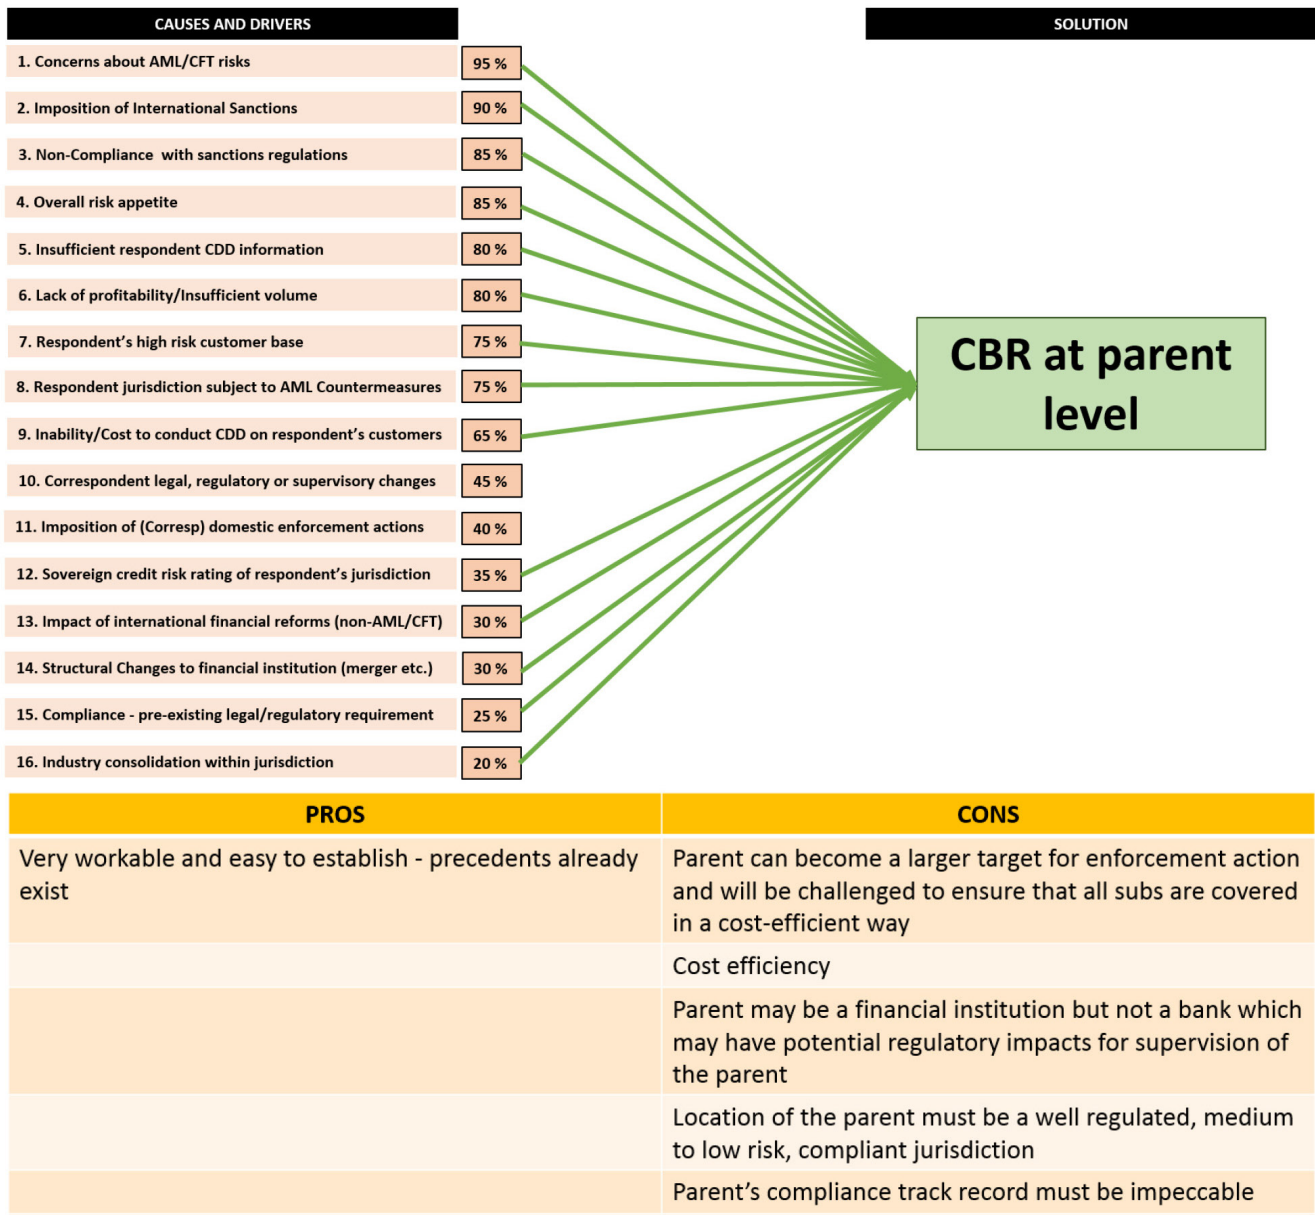 CAUSES AND DRIVERS
SOLUTION
1. Concerns about AML/CFT risks
95 %
2. Imposition of International Sanctions
90 %
3. Non-Compliance with sanctions regulations
85 %
4. Overall risk appetite
85 %
5. Insufficient respondent CDD information
80 %
6. Lack of profitability/Insufficient volume
80 %
7. Respondent's high risk customer base
75 %
8. Respondent jurisdiction subject to AML Countermeasures
75 %
9. Inability/Cost to conduct CDD on respondent's customers
65 %
10. Correspondent legal, regulatory or supervisory changes
45 %
11. Imposition of (Corresp) domestic enforcement actions
40 %
12. Sovereign credit risk rating of respondent's jurisdiction
35 %
13. Impact of international financial reforms (non-AML/CFT)
30 %
14. Structural Changes to financial institution (merger etc.)
30 %
15. Compliance - pre-existing legal/regulatory requirement
25 %
16. Industry consolidation within jurisdiction
20 %
CBR at parent
level
PROS
CONS
Very workable and easy to establish - precedents already
exist
Parent can become a larger target for enforcement action
and will be challenged to ensure that all subs are covered
in a cost-efficient way
Cost efficiency
Parent may be a financial institution but not a bank which
may have potential regulatory impacts for supervision of
the parent
Location of the parent must be a well regulated, medium
to low risk, compliant jurisdiction
Parent's compliance track record must be impeccable